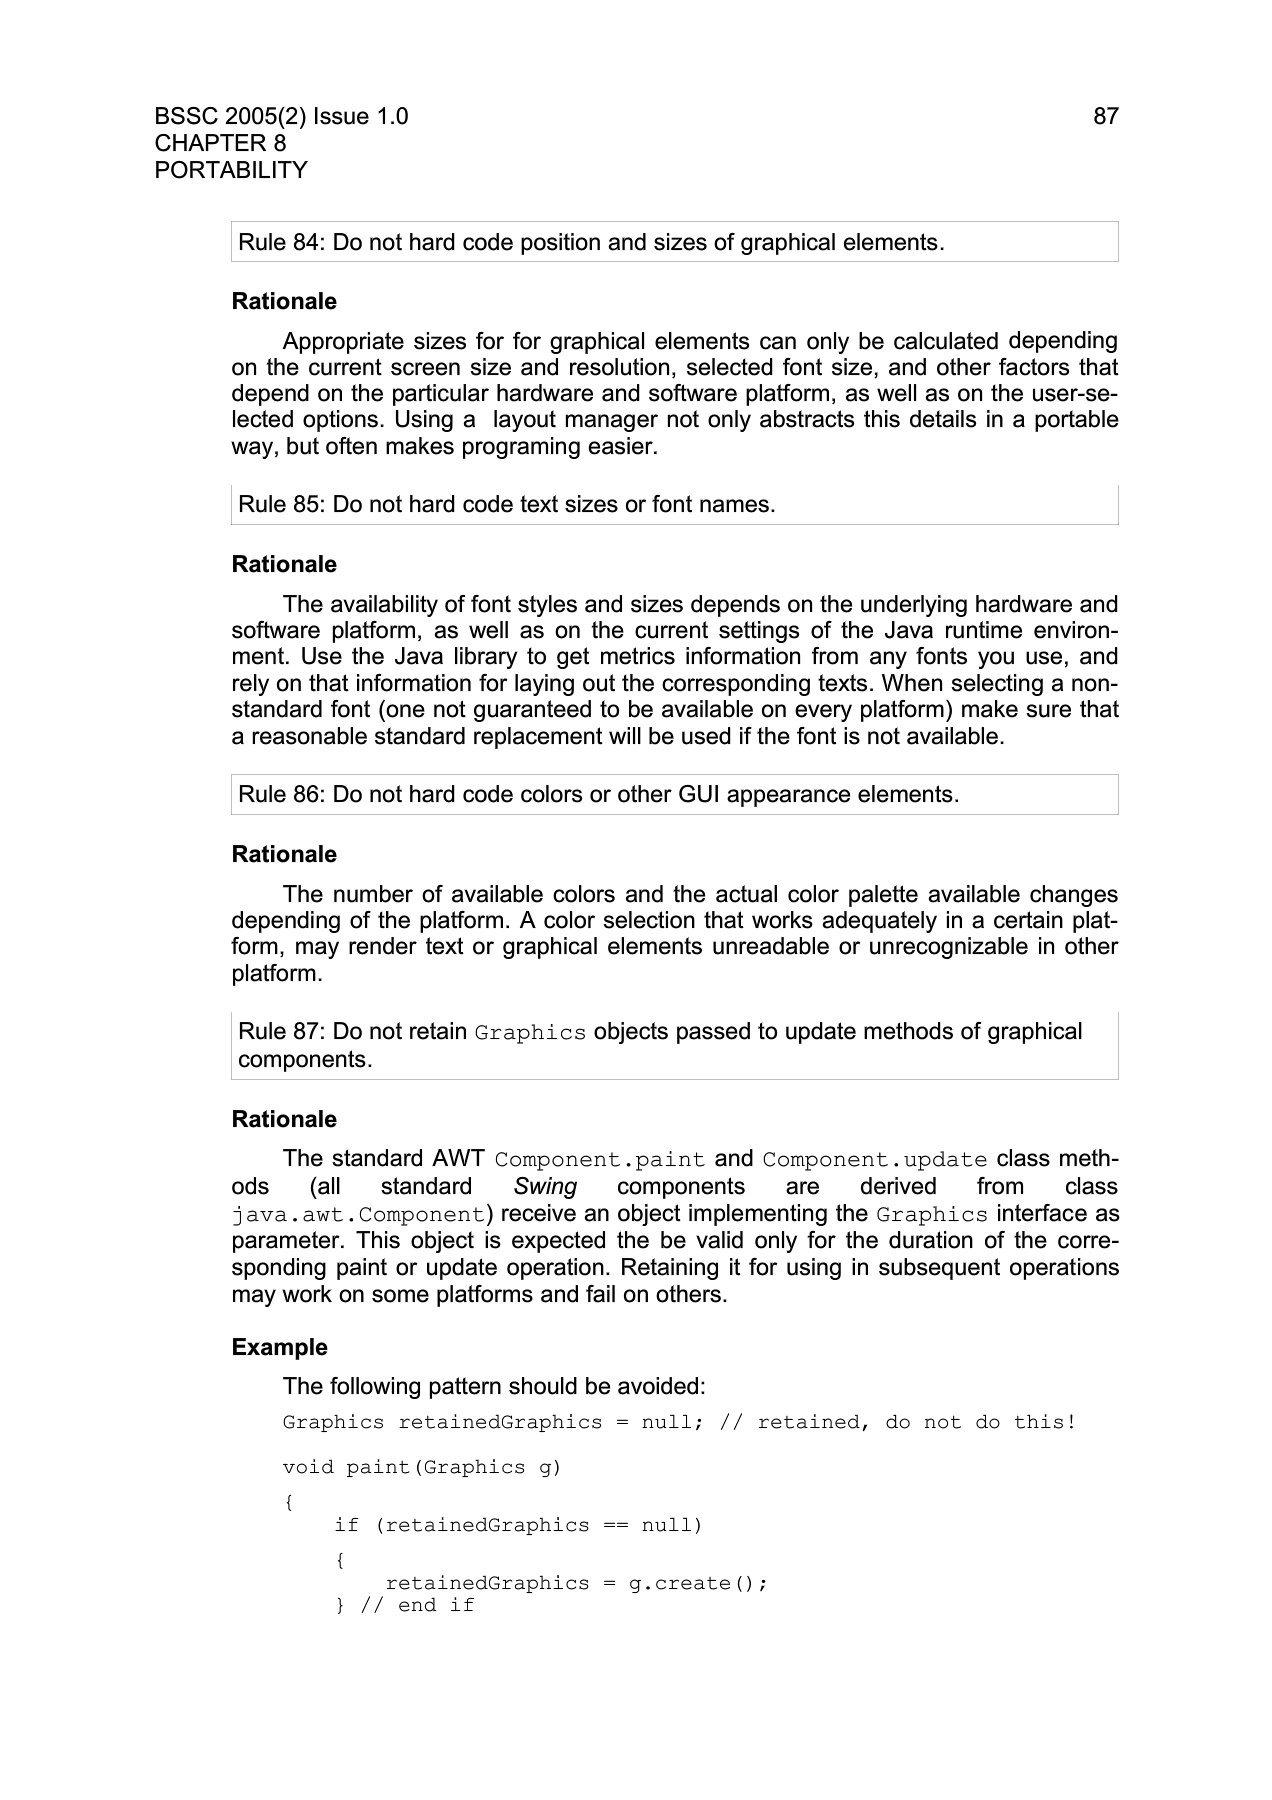 BSSC 2005(2) Issue 1.0 87
CHAPTER 8
PORTABILITY
Rule 84: Do not hard code position and sizes of graphical elements.
Rationale
Appropriate sizes for for graphical elements can only be calculated depending
on the current screen size and resolution, selected font size, and other factors that
depend on the particular hardware and software platform, as well as on the user-se-
lected options. Using a layout manager not only abstracts this details in a portable
way, but often makes programing easier.
Rule 85: Do not hard code text sizes or font names.
Rationale
The availability of font styles and sizes depends on the underlying hardware and
software platform, as well as on the current settings of the Java runtime environ-
ment. Use the Java library to get metrics information from any fonts you use, and
rely on that information for laying out the corresponding texts. When selecting a non-
standard font (one not guaranteed to be available on every platform) make sure that
a reasonable standard replacement will be used if the font is not available.
Rule 86: Do not hard code colors or other GUI appearance elements.
Rationale
The number of available colors and the actual color palette available changes
depending of the platform. A color selection that works adequately in a certain plat-
form, may render text or graphical elements unreadable or unrecognizable in other
platform.
Rule 87: Do not retain Graphics objects passed to update methods of graphical
components.
Rationale
The standard AWT Component.paint and Component.update class meth-
ods (all standard Swing components are derived from class
java.awt.Component) receive an object implementing the Graphics interface as
parameter. This object is expected the be valid only for the duration of the corre-
sponding paint or update operation. Retaining it for using in subsequent operations
may work on some platforms and fail on others.
Example
The following pattern should be avoided:
Graphics retainedGraphics = null; // retained, do not do this!
void paint(Graphics g)
{
    if (retainedGraphics == null)
    {
        retainedGraphics = g.create();
    } // end if